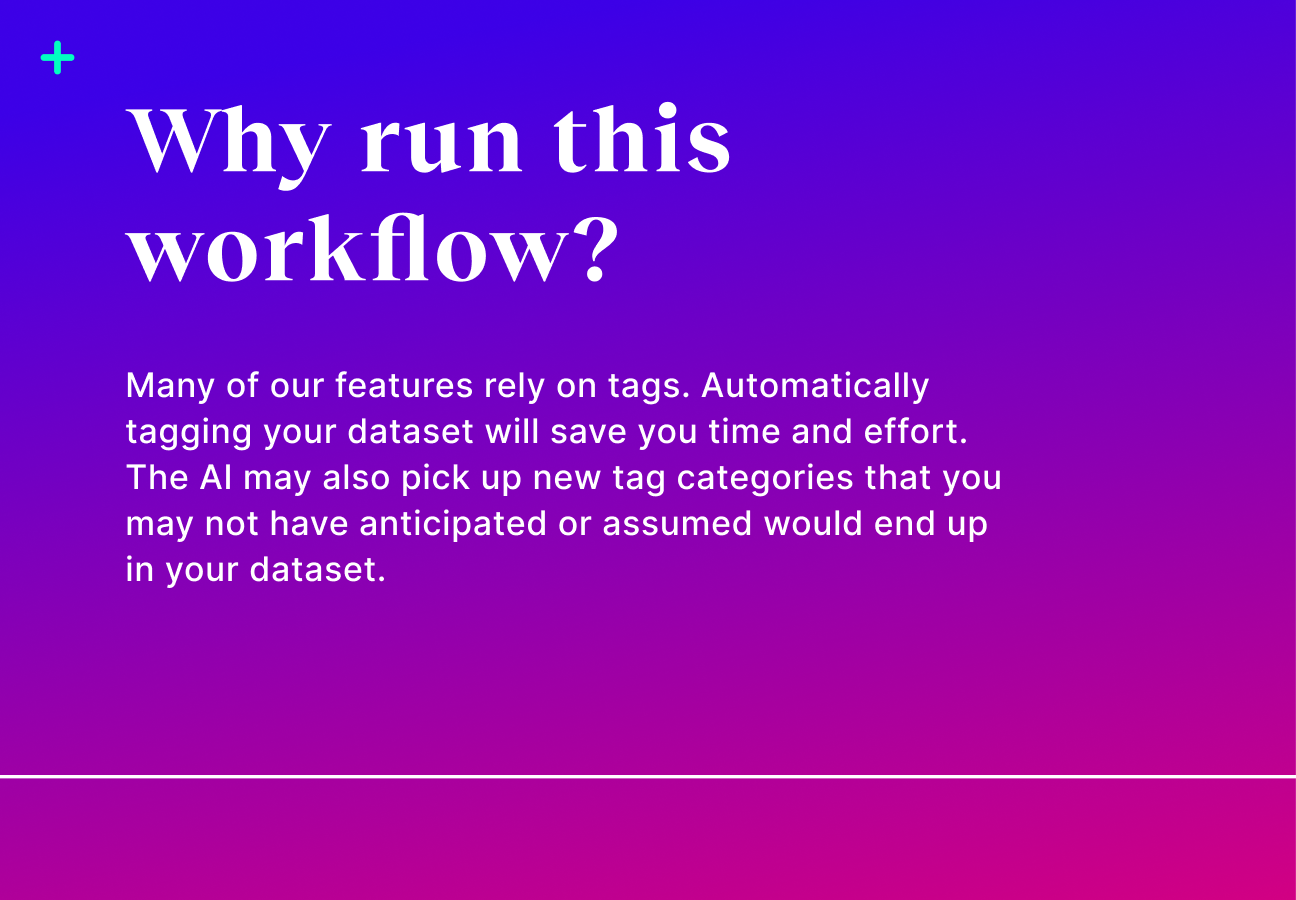 Why run this
workflow?
Many of our features rely on tags. Automatically
tagging your dataset will save you time and effort.
The AI may also pick up new tag categories that you
may not have anticipated or assumed would end up
in your dataset.